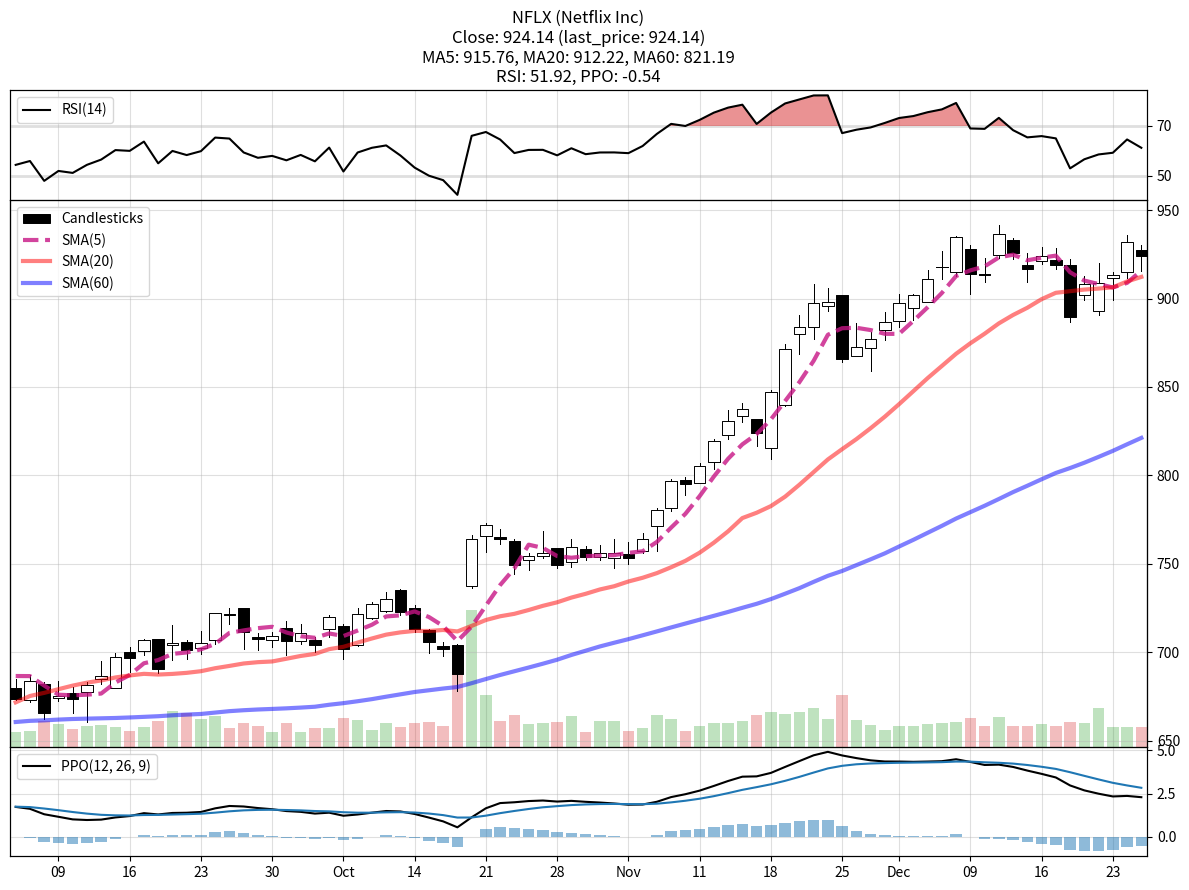 NFLX (Netflix Inc)
Close: 924.14 (last_price: 924.14)
MA5: 915.76, MA20: 912.22, MA60: 821.19
RSI: 51.92, PPO: -0.54
RSI(14)
70
50
Candlesticks
SMA(5)
SMA(20)
SMA(60)
950
900
850
800
750
700
650
PPO(12, 26, 9)
5.0
2.5
0.0
09 16 23 30 Oct 14 21 28 Nov 11 18 25 Dec 09 16 23